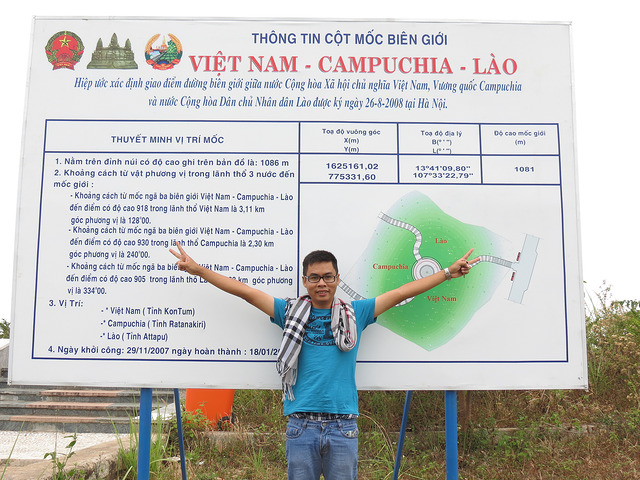 THÔNG TIN CỘT MỐC BIÊN GIỚI
VIỆT NAM - CAMPUCHIA - LÀO
Hiệp ước xác định giao điểm đường biên giới giữa nước Cộng hòa Xã hội chủ nghĩa Việt Nam, Vương quốc Campuchia
và nước Cộng hòa Dân chủ Nhân dân Lào được ký ngày 26-8-2008 tại Hà Nội.
THUYẾT MINH VỊ TRÍ MỐC
Toạ độ vuông góc
X(m)
Y(m)
Toạ độ địa lý
B(° ' ")
L(° ' ")
Độ cao mốc giới
(m)
1625161,02
775331,60
13°41'09,80"
107°33'22,79"
1081
1. Nằm trên đỉnh núi có độ cao ghi trên bản đồ là: 1086 m
2. Khoảng cách từ vật phương vị trong lãnh thổ 3 nước đến
mốc giới :
- Khoảng cách từ mốc ngã ba biên giới Việt Nam - Campuchia - Lào
đến điểm có độ cao 918 trong lãnh thổ Việt Nam là 3,11 km
góc phương vị là 128°00.
- Khoảng cách từ mốc ngã ba biên giới Việt Nam - Campuchia - Lào
đến điểm có độ cao 930 trong lãnh thổ Campuchia là 2,30 km
góc phương vị là 240°00.
- Khoảng cách từ mốc ngã ba Việt Nam - Campuchia - Lào
đến điểm có độ cao 905 trong lãnh thổ km góc phương
vị là 334°00.
3. Vị Trí:
-* Việt Nam ( Tỉnh KonTum)
-* Campuchia ( Tỉnh Ratanakiri)
-* Lào ( Tỉnh Attapư)
4. Ngày khởi công: 29/11/2007 ngày hoàn thành : 18/01/2
Lào
Campuchia
Việt Nam